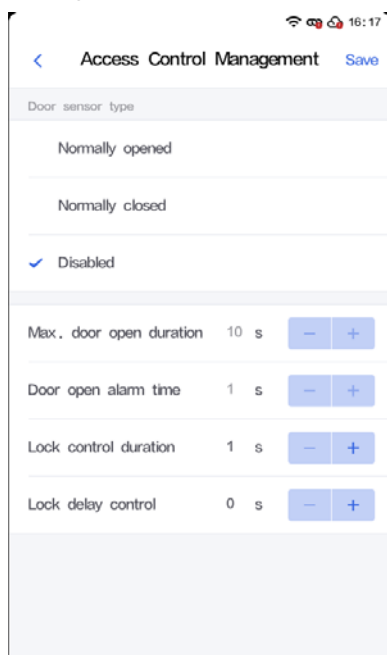 16:17
Access Control Management Save
Door sensor type
Normally opened
Normally closed
Disabled
Max. door open duration 10 s − +
Door open alarm time 1 s − +
Lock control duration 1 s − +
Lock delay control 0 s − +